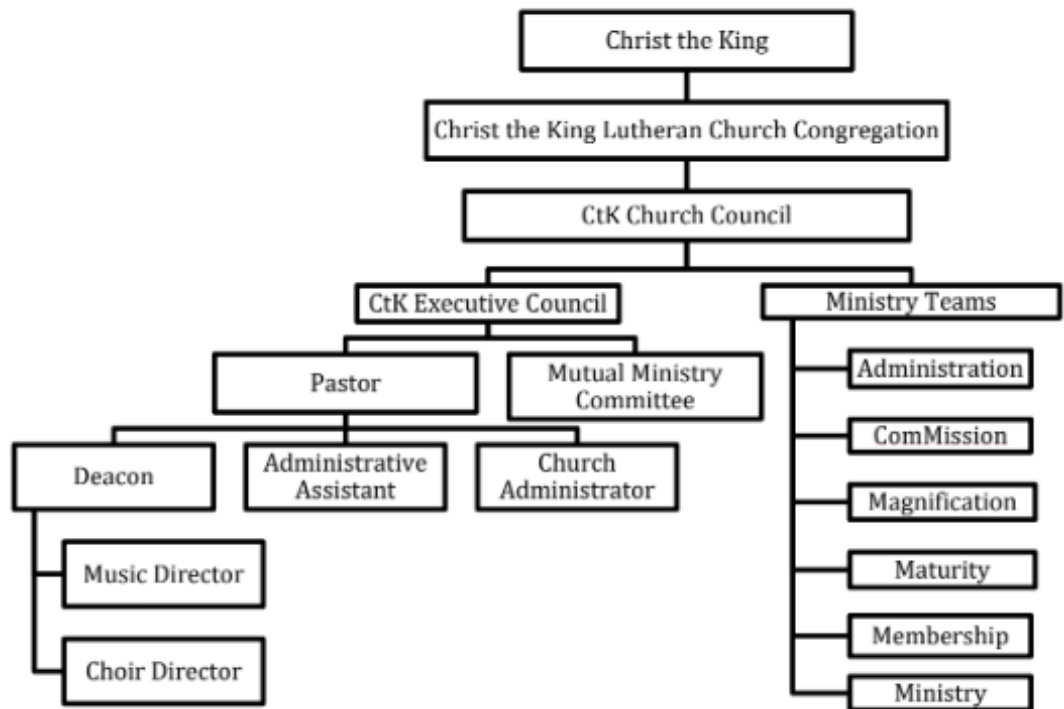 Christ the King
Christ the King Lutheran Church Congregation
CtK Church Council
CtK Executive Council
Ministry Teams
Pastor
Mutual Ministry
Committee
Deacon
Administrative
Assistant
Church
Administrator
Music Director
Choir Director
Administration
ComMission
Magnification
Maturity
Membership
Ministry